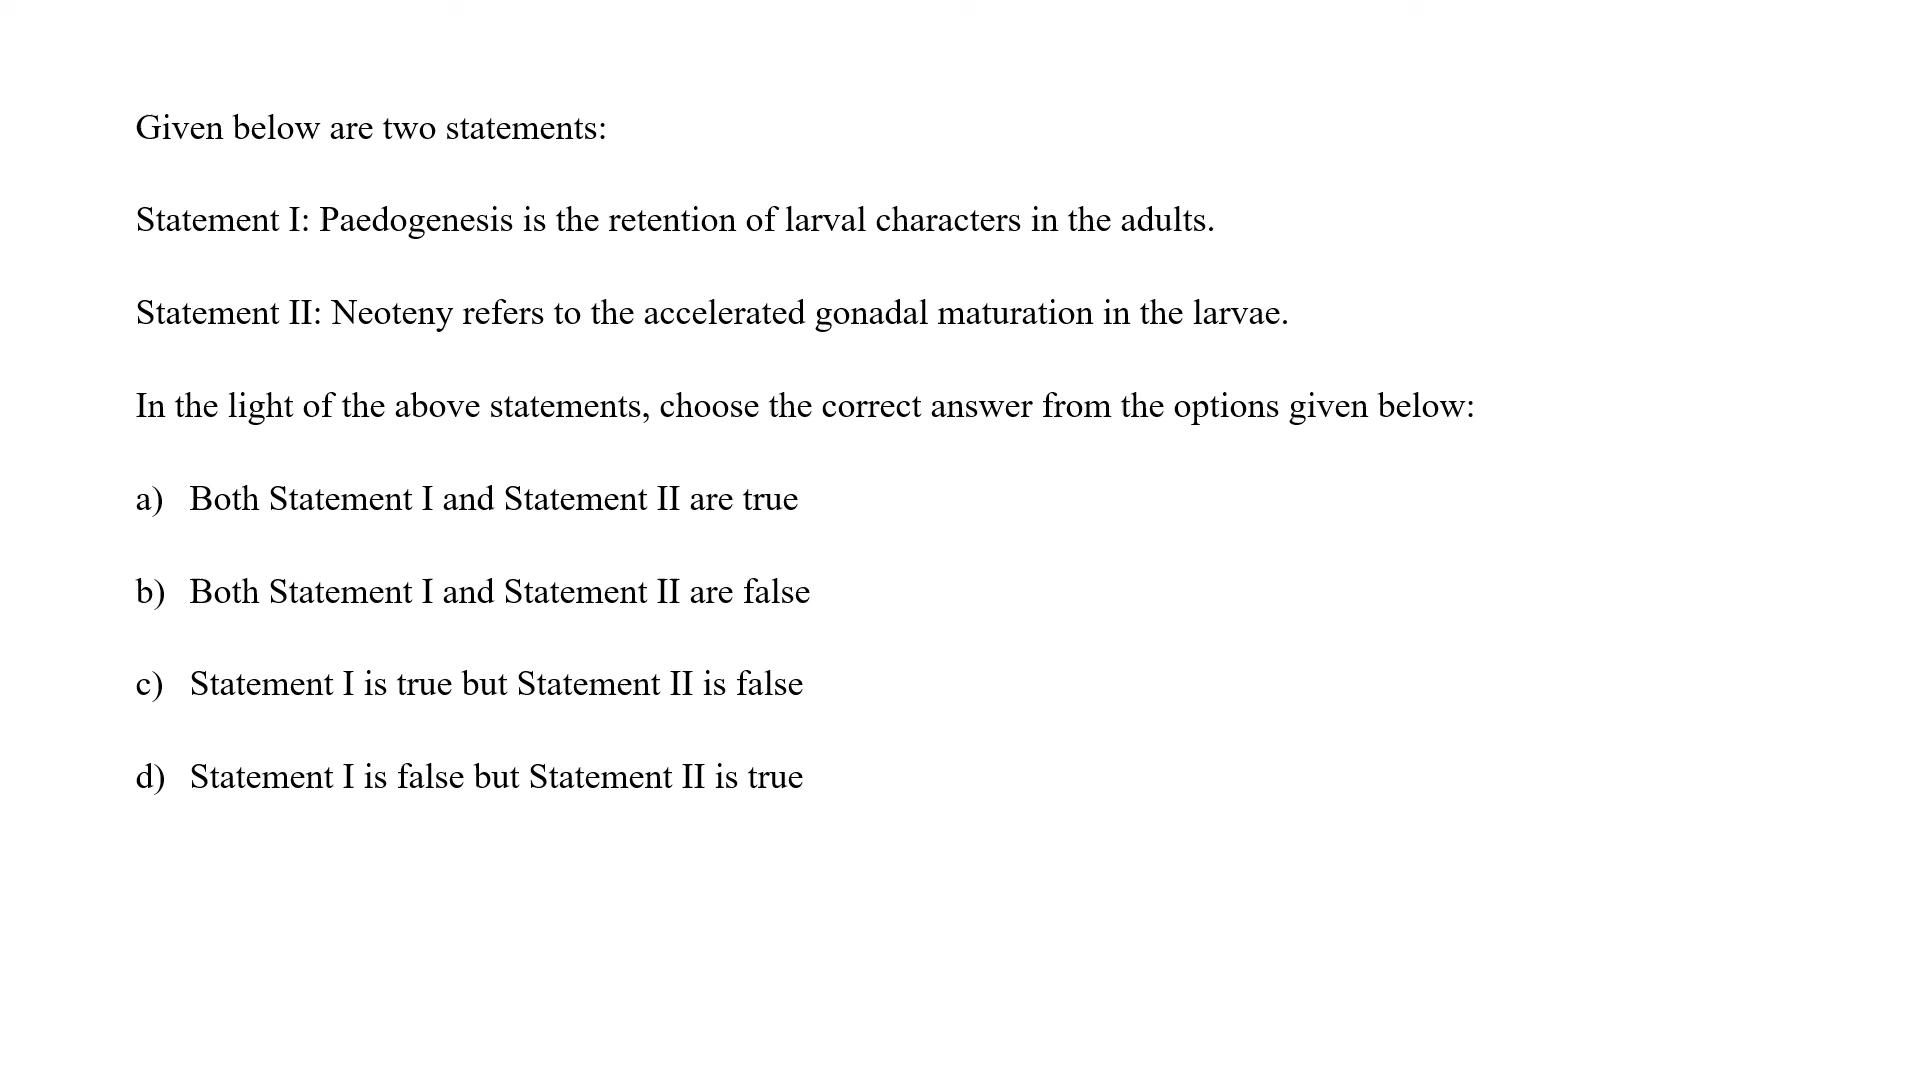 Given below are two statements:
Statement I: Paedogenesis is the retention of larval characters in the adults.
Statement II: Neoteny refers to the accelerated gonadal maturation in the larvae.
In the light of the above statements, choose the correct answer from the options given below:
a) Both Statement I and Statement II are true
b) Both Statement I and Statement II are false
c) Statement I is true but Statement II is false
d) Statement I is false but Statement II is true